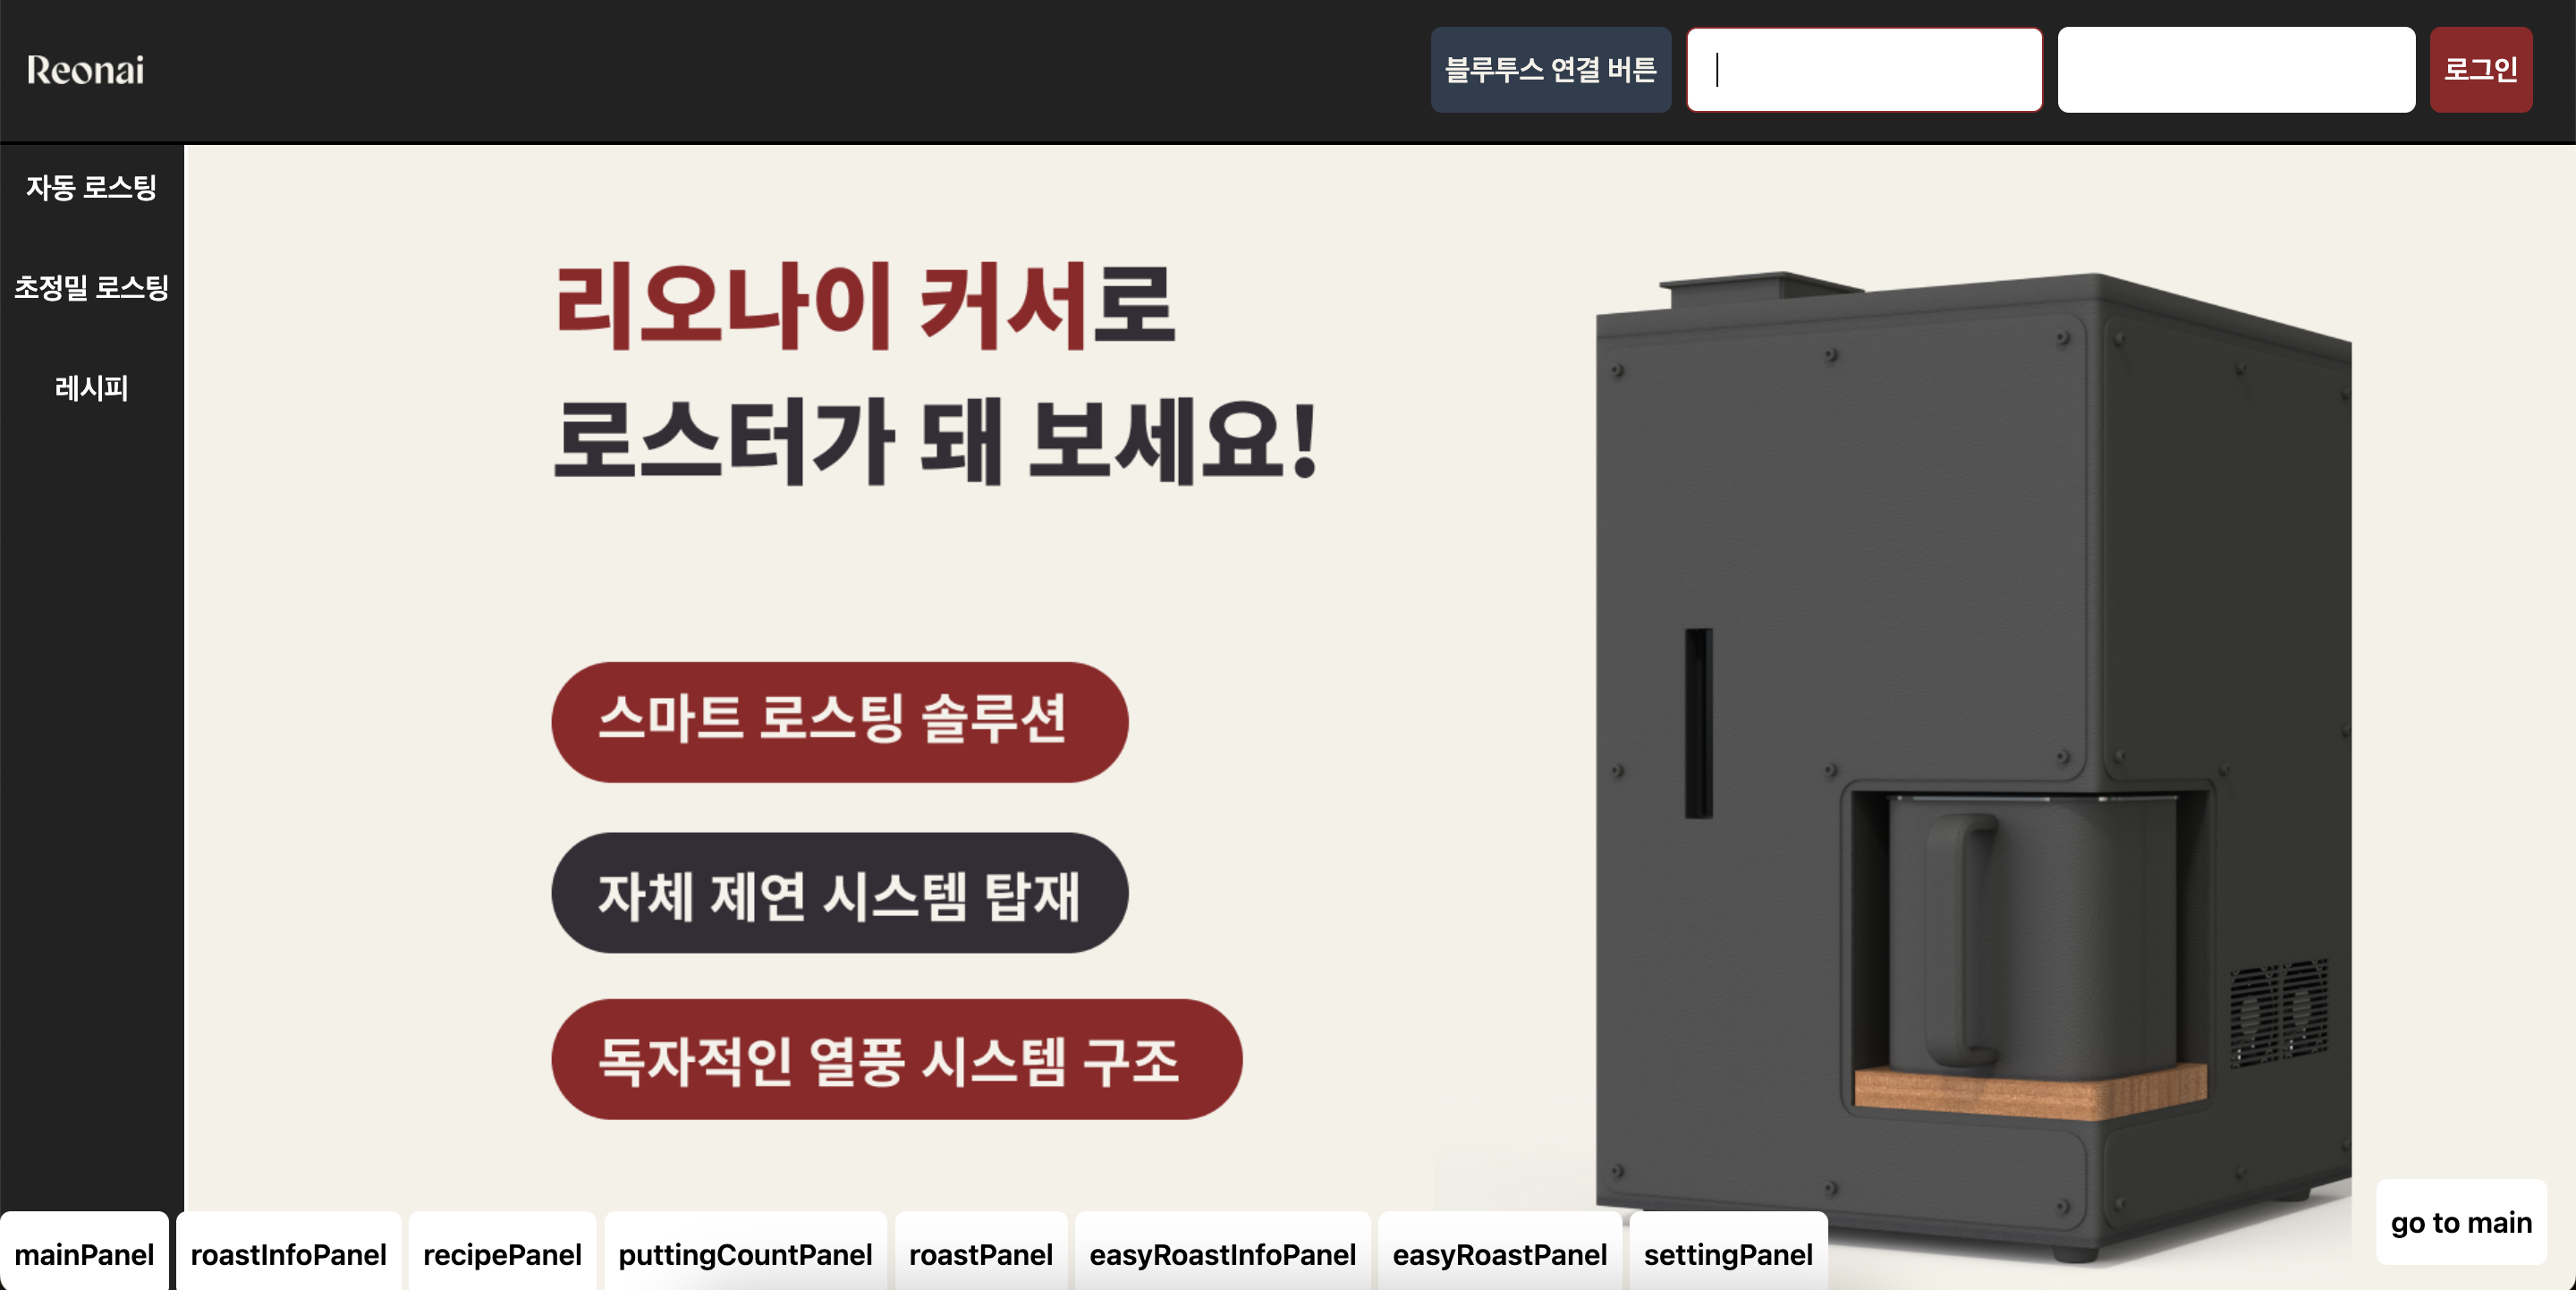 Reonai
블루투스 연결 버튼
로그인
자동 로스팅
초정밀 로스팅
레시피
리오나이 커서로
로스터가 돼 보세요!
스마트 로스팅 솔루션
자체 제연 시스템 탑재
독자적인 열풍 시스템 구조
go to main
mainPanel
roastInfoPanel
recipePanel
puttingCountPanel
roastPanel
easyRoastInfoPanel
easyRoastPanel
settingPanel